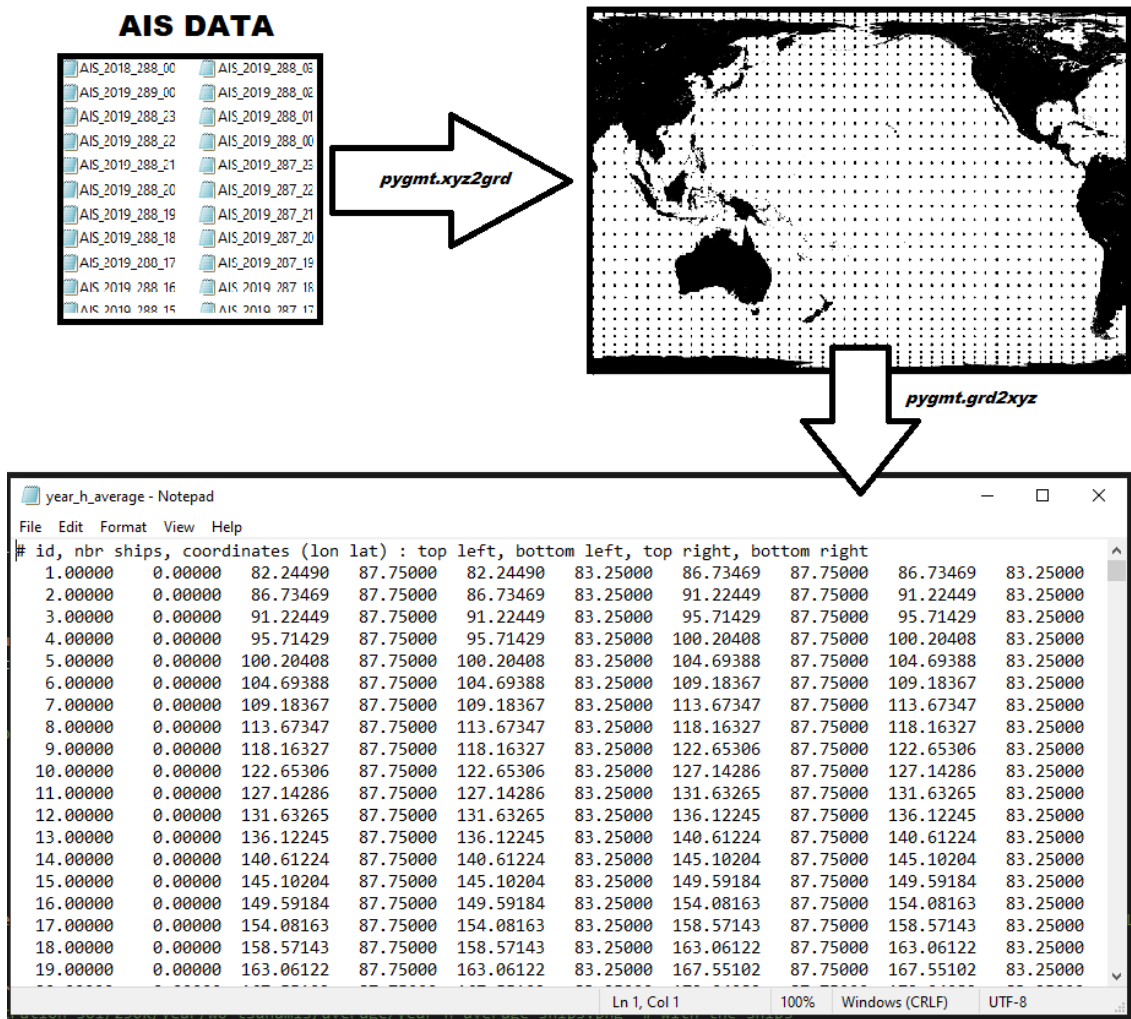 AIS DATA
AIS_2018_288_00 AIS_2019_288_03
AIS_2019_289_00 AIS_2019_288_02
AIS_2019_288_23 AIS_2019_288_01
AIS_2019_288_22 AIS_2019_288_00
AIS_2019_288_21 AIS_2019_287_23
AIS_2019_288_20 AIS_2019_287_22
AIS_2019_288_19 AIS_2019_287_21
AIS_2019_288_18 AIS_2019_287_20
AIS_2019_288_17 AIS_2019_287_19
AIS_2019_288_16 AIS_2019_287_18
AIS_2019_288_15 AIS_2019_287_17
pygmt.xyz2grd
pygmt.grd2xyz
year_h_average - Notepad
File Edit Format View Help
# id, nbr ships, coordinates (lon lat) : top left, bottom left, top right, bottom right
1.00000 0.00000 82.24490 87.75000 82.24490 83.25000 86.73469 87.75000 86.73469 83.25000
2.00000 0.00000 86.73469 87.75000 86.73469 83.25000 91.22449 87.75000 91.22449 83.25000
3.00000 0.00000 91.22449 87.75000 91.22449 83.25000 95.71429 87.75000 95.71429 83.25000
4.00000 0.00000 95.71429 87.75000 95.71429 83.25000 100.20408 87.75000 100.20408 83.25000
5.00000 0.00000 100.20408 87.75000 100.20408 83.25000 104.69388 87.75000 104.69388 83.25000
6.00000 0.00000 104.69388 87.75000 104.69388 83.25000 109.18367 87.75000 109.18367 83.25000
7.00000 0.00000 109.18367 87.75000 109.18367 83.25000 113.67347 87.75000 113.67347 83.25000
8.00000 0.00000 113.67347 87.75000 113.67347 83.25000 118.16327 87.75000 118.16327 83.25000
9.00000 0.00000 118.16327 87.75000 118.16327 83.25000 122.65306 87.75000 122.65306 83.25000
10.00000 0.00000 122.65306 87.75000 122.65306 83.25000 127.14286 87.75000 127.14286 83.25000
11.00000 0.00000 127.14286 87.75000 127.14286 83.25000 131.63265 87.75000 131.63265 83.25000
12.00000 0.00000 131.63265 87.75000 131.63265 83.25000 136.12245 87.75000 136.12245 83.25000
13.00000 0.00000 136.12245 87.75000 136.12245 83.25000 140.61224 87.75000 140.61224 83.25000
14.00000 0.00000 140.61224 87.75000 140.61224 83.25000 145.10204 87.75000 145.10204 83.25000
15.00000 0.00000 145.10204 87.75000 145.10204 83.25000 149.59184 87.75000 149.59184 83.25000
16.00000 0.00000 149.59184 87.75000 149.59184 83.25000 154.08163 87.75000 154.08163 83.25000
17.00000 0.00000 154.08163 87.75000 154.08163 83.25000 158.57143 87.75000 158.57143 83.25000
18.00000 0.00000 158.57143 87.75000 158.57143 83.25000 163.06122 87.75000 163.06122 83.25000
19.00000 0.00000 163.06122 87.75000 163.06122 83.25000 167.55102 87.75000 167.55102 83.25000
Ln 1, Col 1 100% Windows (CRLF) UTF-8